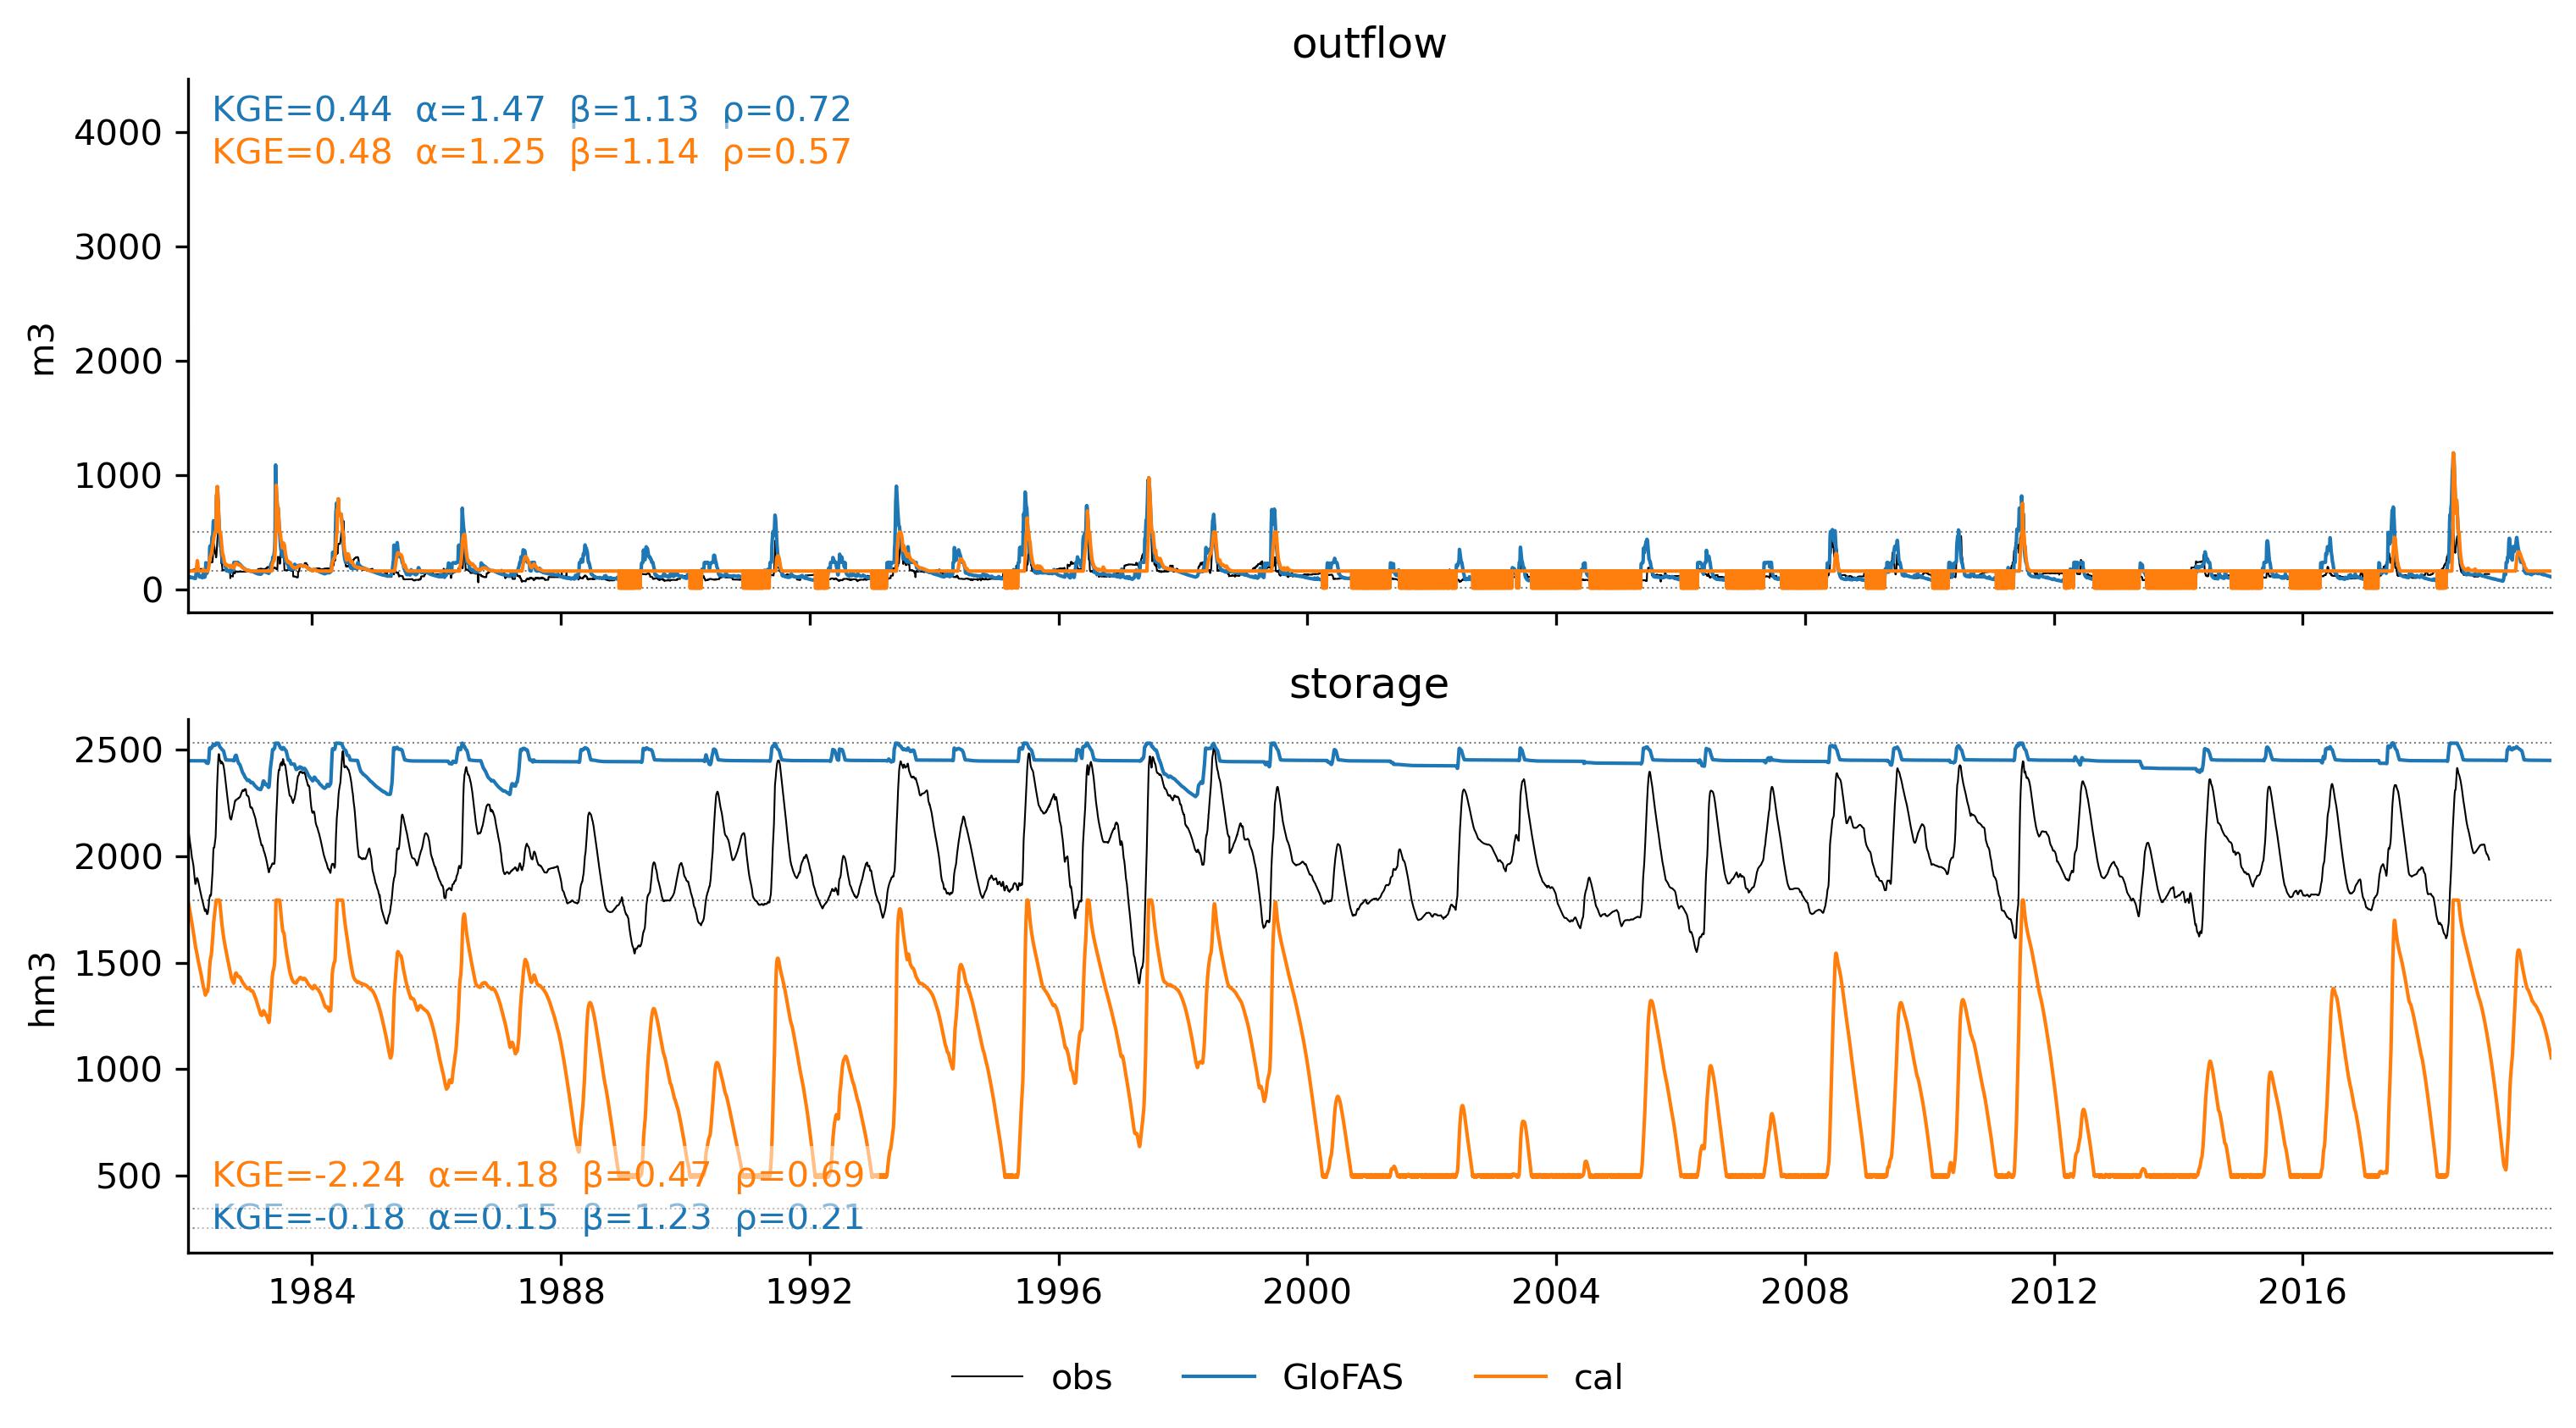 outflow
KGE=0.44 α=1.47 β=1.13 ρ=0.72
KGE=0.48 α=1.25 β=1.14 ρ=0.57
4000
3000
2000
1000
0
m3
storage
2500
2000
1500
1000
500
hm3
KGE=-2.24 α=4.18 β=0.47 ρ=0.69
KGE=-0.18 α=0.15 β=1.23 ρ=0.21
1984 1988 1992 1996 2000 2004 2008 2012 2016
obs GloFAS cal